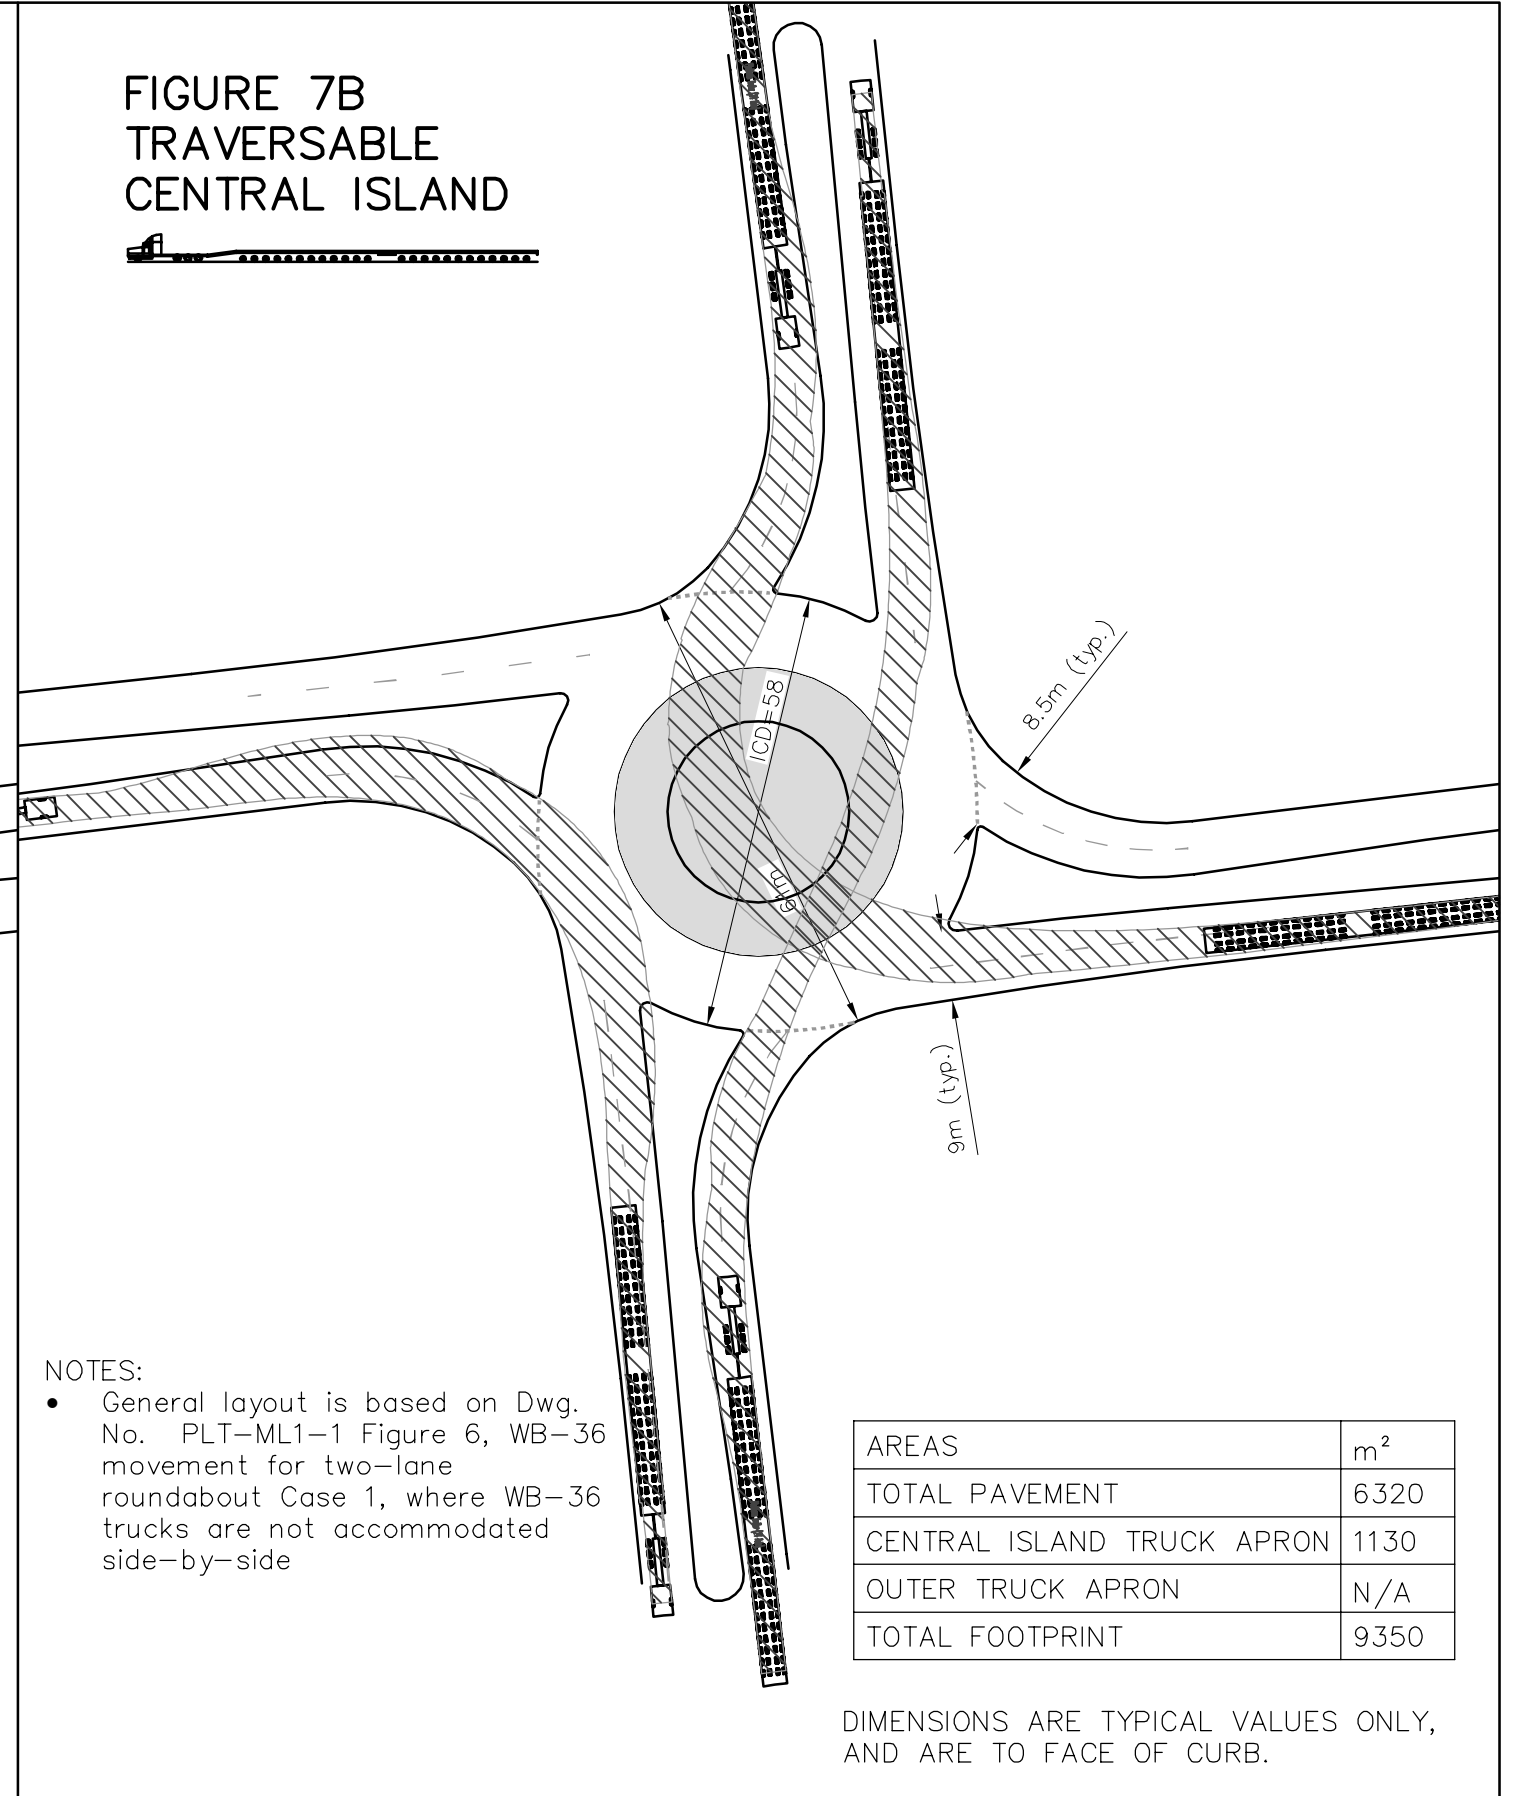 FIGURE 7B
TRAVERSABLE
CENTRAL ISLAND
8.5m (typ.)
ICD=58
61m
9m (typ.)
NOTES:
• General layout is based on Dwg.
No. PLT-ML1-1 Figure 6, WB-36
movement for two-lane
roundabout Case 1, where WB-36
trucks are not accommodated
side-by-side
AREAS m²
TOTAL PAVEMENT 6320
CENTRAL ISLAND TRUCK APRON 1130
OUTER TRUCK APRON N/A
TOTAL FOOTPRINT 9350
DIMENSIONS ARE TYPICAL VALUES ONLY,
AND ARE TO FACE OF CURB.